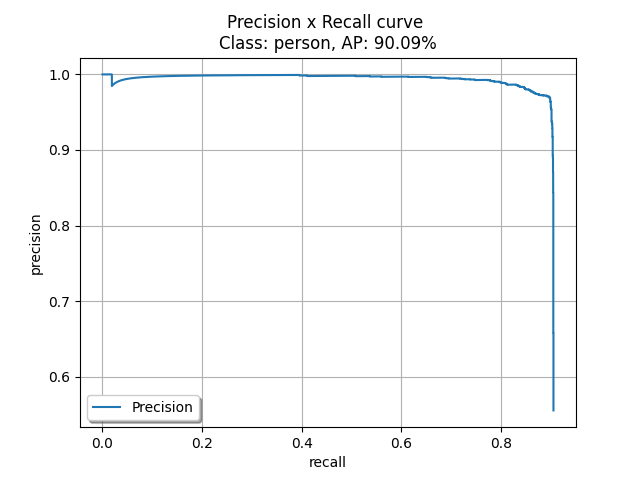 Precision x Recall curve
Class: person, AP: 90.09%
1.0
0.9
0.8
0.7
0.6
precision
Precision
0.0 0.2 0.4 0.6 0.8
recall